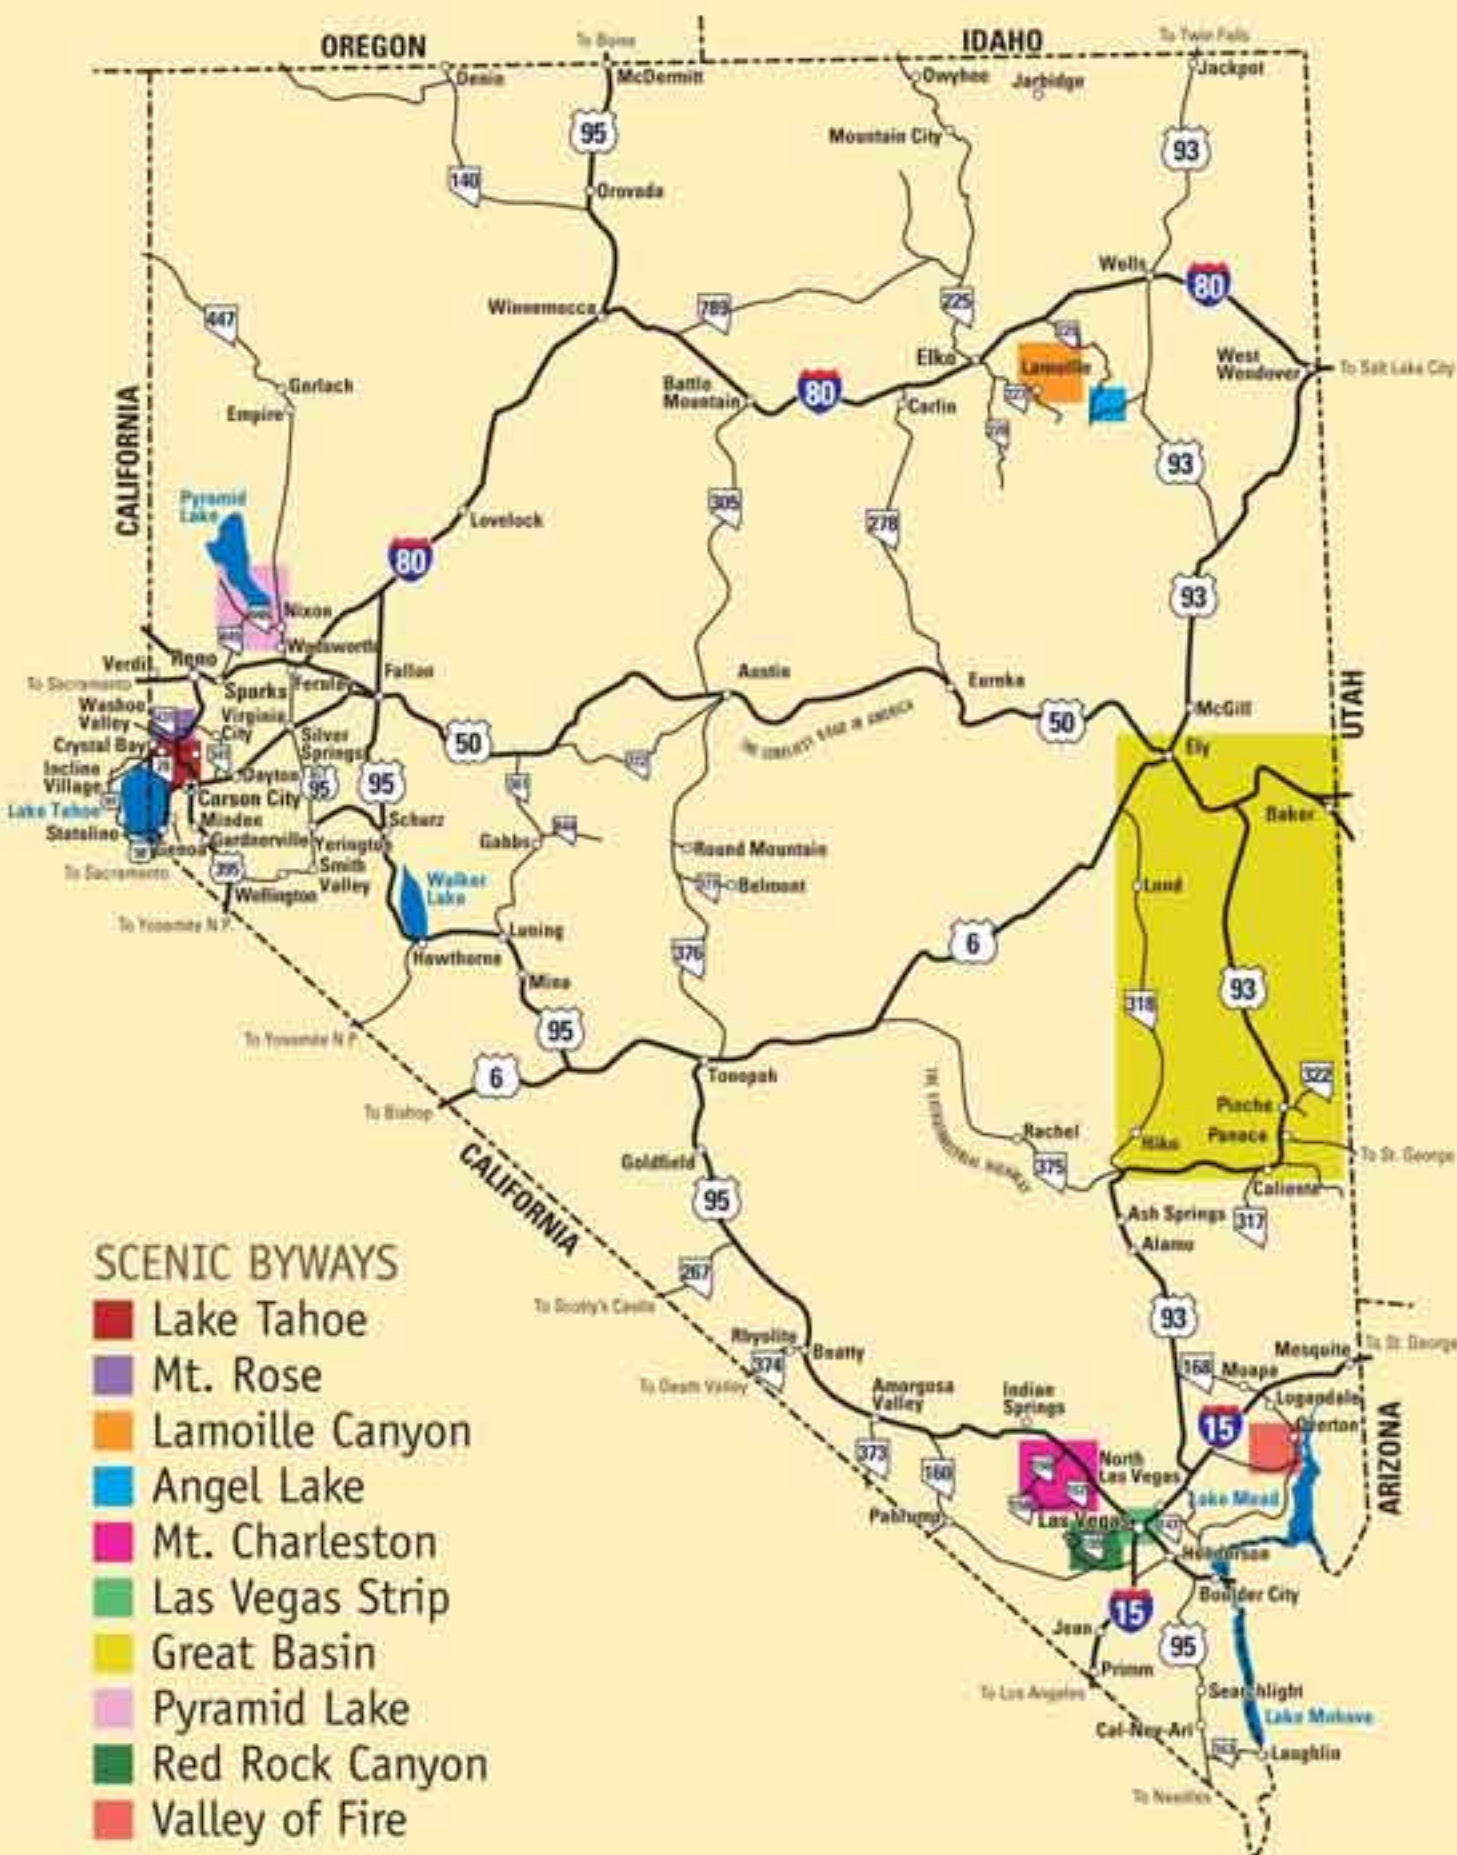 OREGON
To Boise
IDAHO
To Twin Falls
Denio
McDermitt
Owyhee
Jarbidge
Jackpot
95
Mountain City
93
140
Orovada
Wells
80
447
Winnemucca
789
225
Elko
Lamoille
West
Wendover
To Salt Lake City
Gerlach
Battle
Mountain
80
Carlin
Empire
CALIFORNIA
93
Pyramid
Lake
305
278
Lovelock
80
93
Nixon
Wadsworth
Verdi
Reno
To Sacramento
Sparks
Fernley
Fallon
Austin
Eureka
UTAH
Washoe
Valley
Virginia
City
McGill
Crystal Bay
Silver
Springs
50
THE LONELIEST ROAD IN AMERICA
50
Ely
Incline
Village
Dayton
95
95
Lake Tahoe
Carson City
Baker
Stateline
Minden
Schurz
Genoa
Gardnerville
Yerington
Gabbs
Round Mountain
To Sacramento
395
Smith
Valley
Walker
Lake
Belmont
Lund
Wellington
To Yosemite N.P.
Luning
Hawthorne
376
6
Mina
93
318
To Yosemite N.P.
95
6
Tonopah
322
To Bishop
THE EXTRATERRESTRIAL HIGHWAY
Pioche
Rachel
Hiko
Panaca
To St. George
Goldfield
375
CALIFORNIA
Caliente
95
Ash Springs
317
Alamo
267
To Scotty's Castle
93
Rhyolite
Beatty
Mesquite
To St. George
374
168
Moapa
To Death Valley
Amargosa
Valley
Indian
Springs
Logandale
15
Overton
ARIZONA
373
160
North
Las Vegas
Lake Mead
Pahrump
Las Vegas
Henderson
Boulder City
15
Jean
95
Primm
To Los Angeles
Searchlight
Lake Mohave
Cal-Nev-Ari
Laughlin
To Needles
SCENIC BYWAYS
Lake Tahoe
Mt. Rose
Lamoille Canyon
Angel Lake
Mt. Charleston
Las Vegas Strip
Great Basin
Pyramid Lake
Red Rock Canyon
Valley of Fire